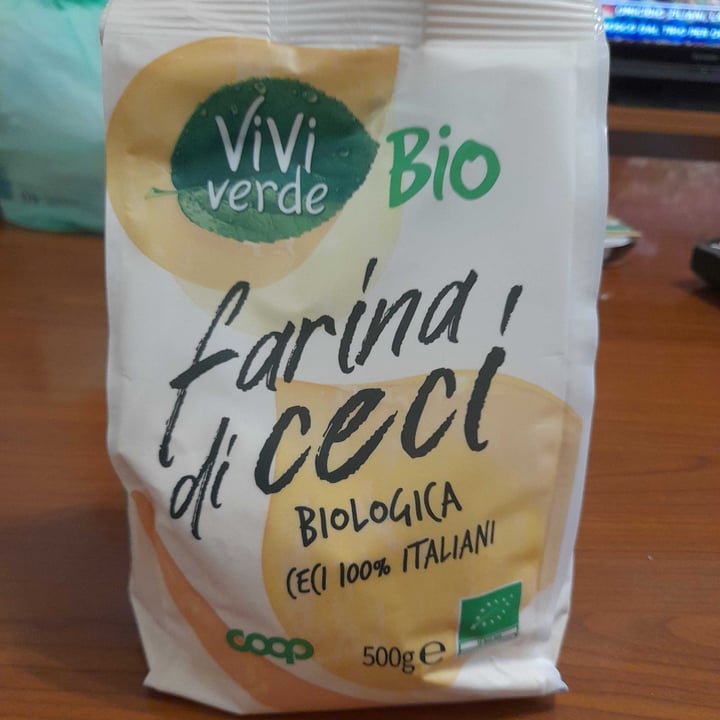 ViVi
verde
Bio
farina
di ceci
BIOLOGICA
CECI 100% ITALIANI
coop
500g e